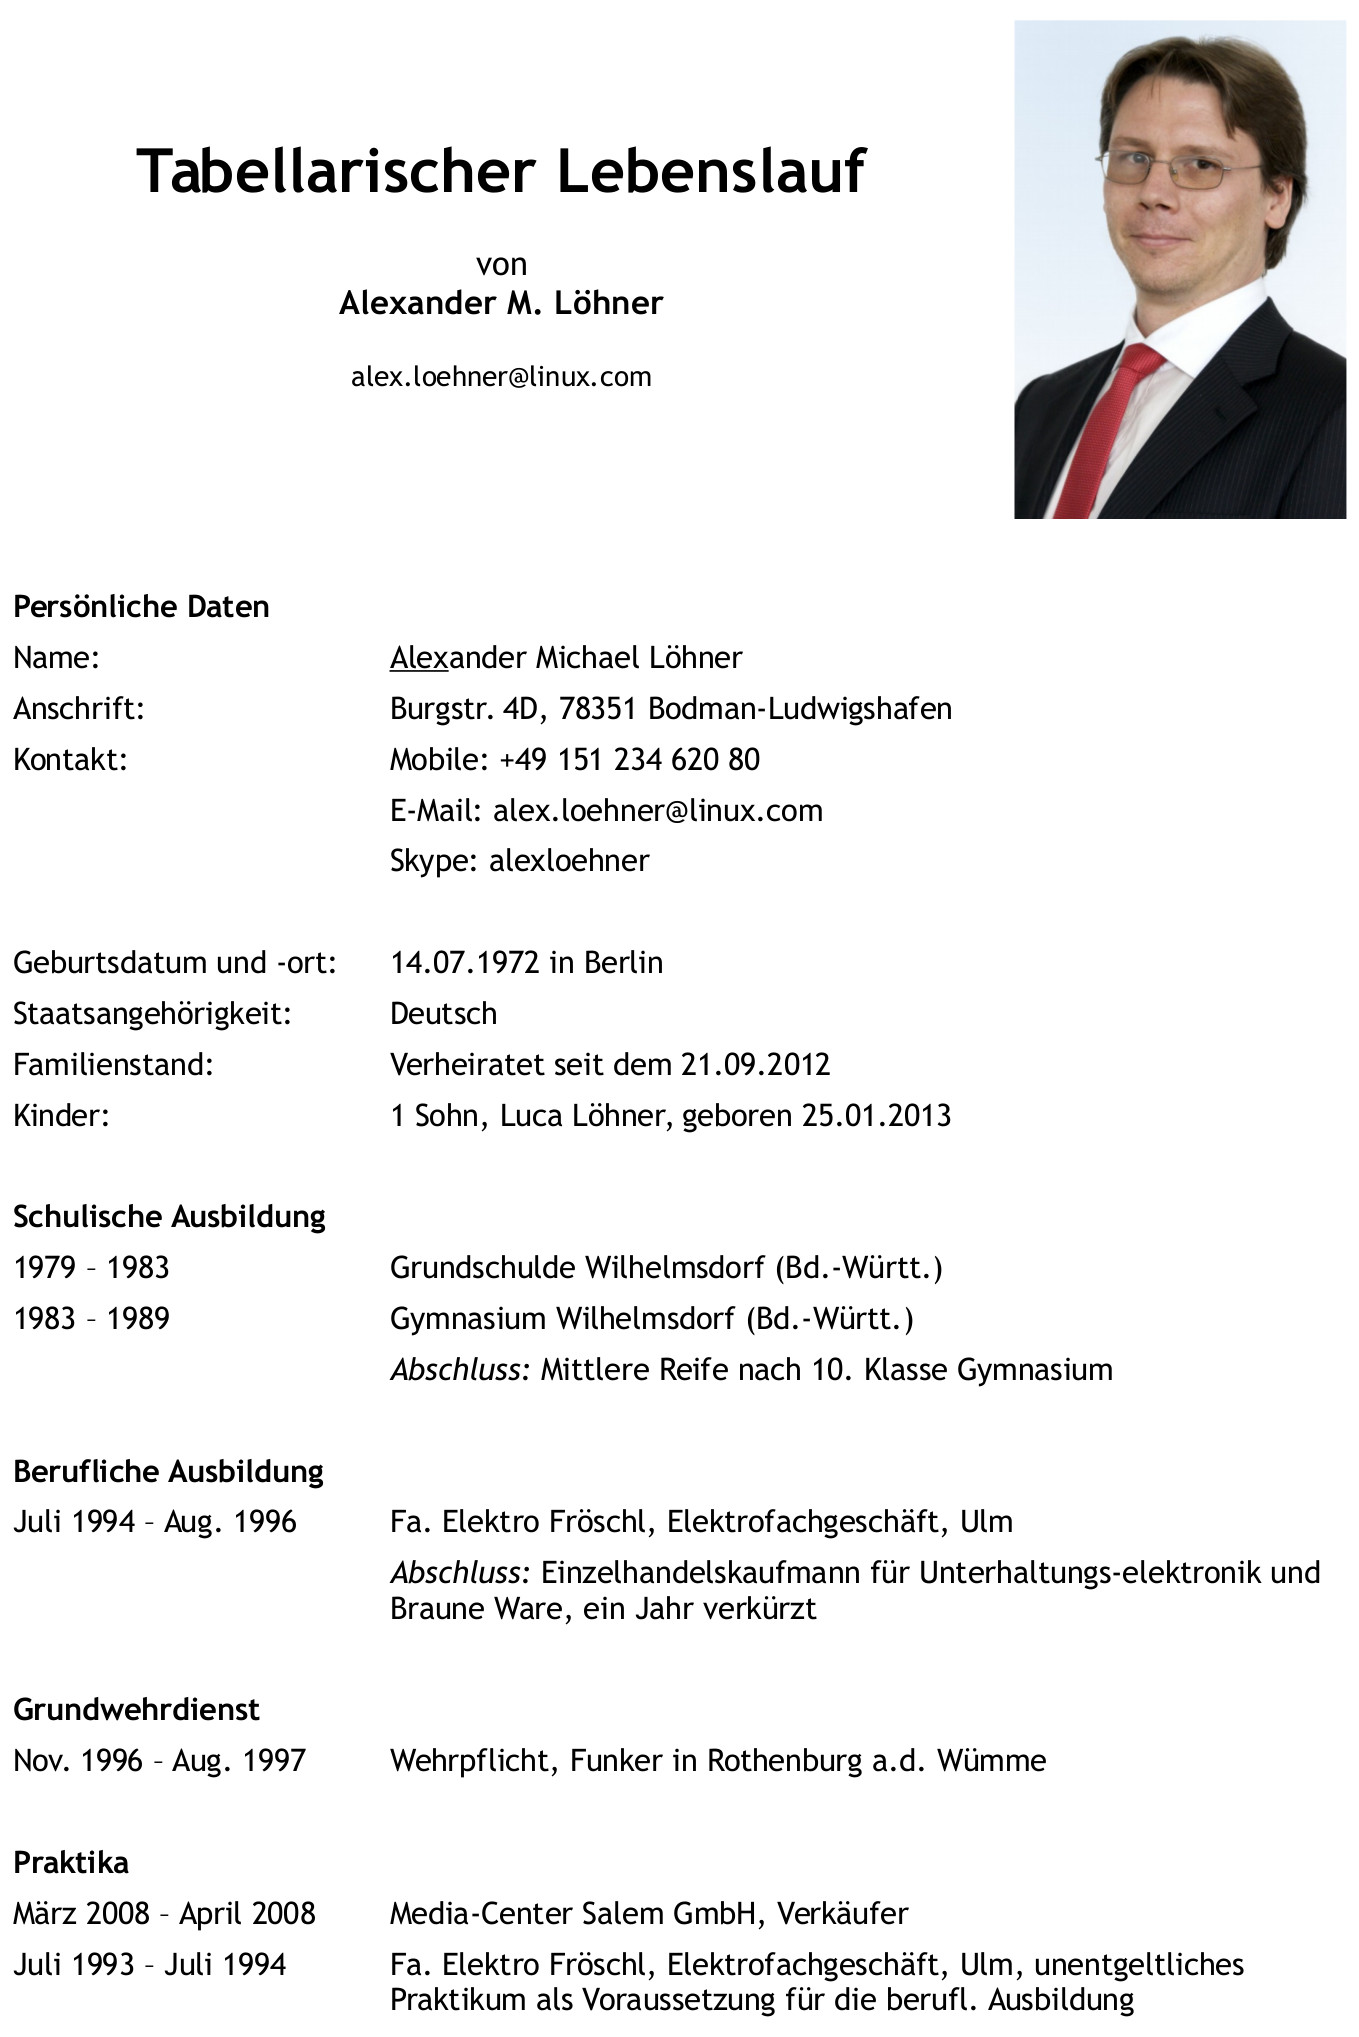 Tabellarischer Lebenslauf
von
Alexander M. Löhner
alex.loehner@linux.com
Persönliche Daten
Name: Alexander Michael Löhner
Anschrift: Burgstr. 4D, 78351 Bodman-Ludwigshafen
Kontakt: Mobile: +49 151 234 620 80
E-Mail: alex.loehner@linux.com
Skype: alexloehner
Geburtsdatum und -ort: 14.07.1972 in Berlin
Staatsangehörigkeit: Deutsch
Familienstand: Verheiratet seit dem 21.09.2012
Kinder: 1 Sohn, Luca Löhner, geboren 25.01.2013
Schulische Ausbildung
1979 – 1983 Grundschulde Wilhelmsdorf (Bd.-Württ.)
1983 – 1989 Gymnasium Wilhelmsdorf (Bd.-Württ.)
Abschluss: Mittlere Reife nach 10. Klasse Gymnasium
Berufliche Ausbildung
Juli 1994 – Aug. 1996 Fa. Elektro Fröschl, Elektrofachgeschäft, Ulm
Abschluss: Einzelhandelskaufmann für Unterhaltungs-elektronik und
Braune Ware, ein Jahr verkürzt
Grundwehrdienst
Nov. 1996 – Aug. 1997 Wehrpflicht, Funker in Rothenburg a.d. Wümme
Praktika
März 2008 – April 2008 Media-Center Salem GmbH, Verkäufer
Juli 1993 – Juli 1994 Fa. Elektro Fröschl, Elektrofachgeschäft, Ulm, unentgeltliches
Praktikum als Voraussetzung für die berufl. Ausbildung